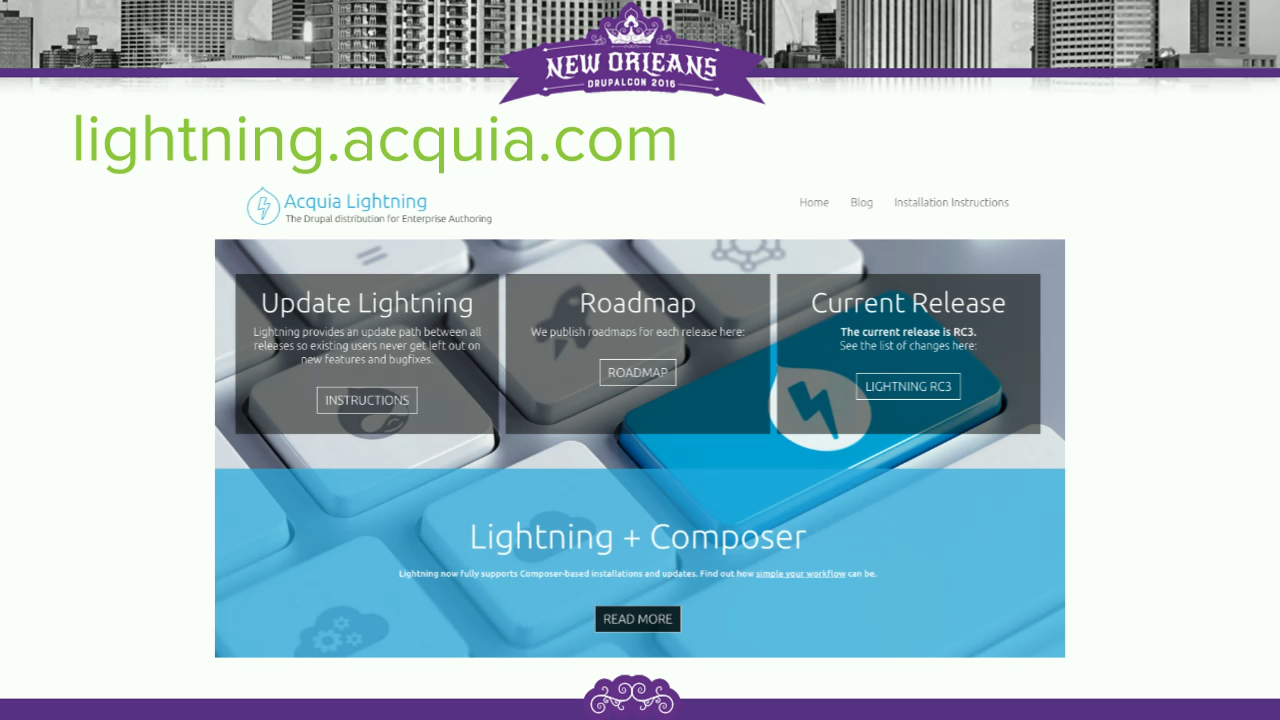 NEW ORLEANS
DRUPALCON 2016
lightning.acquia.com
Acquia Lightning
The Drupal distribution for Enterprise Authoring
Home Blog Installation Instructions
Update Lightning
Lightning provides an update path between all
releases so existing users never get left out on
new features and bugfixes.
INSTRUCTIONS
Roadmap
We publish roadmaps for each release here:
ROADMAP
Current Release
The current release is RC3.
See the list of changes here:
LIGHTNING RC3
Lightning + Composer
Lightning now fully supports Composer-based installations and updates. Find out how simple your workflow can be.
READ MORE